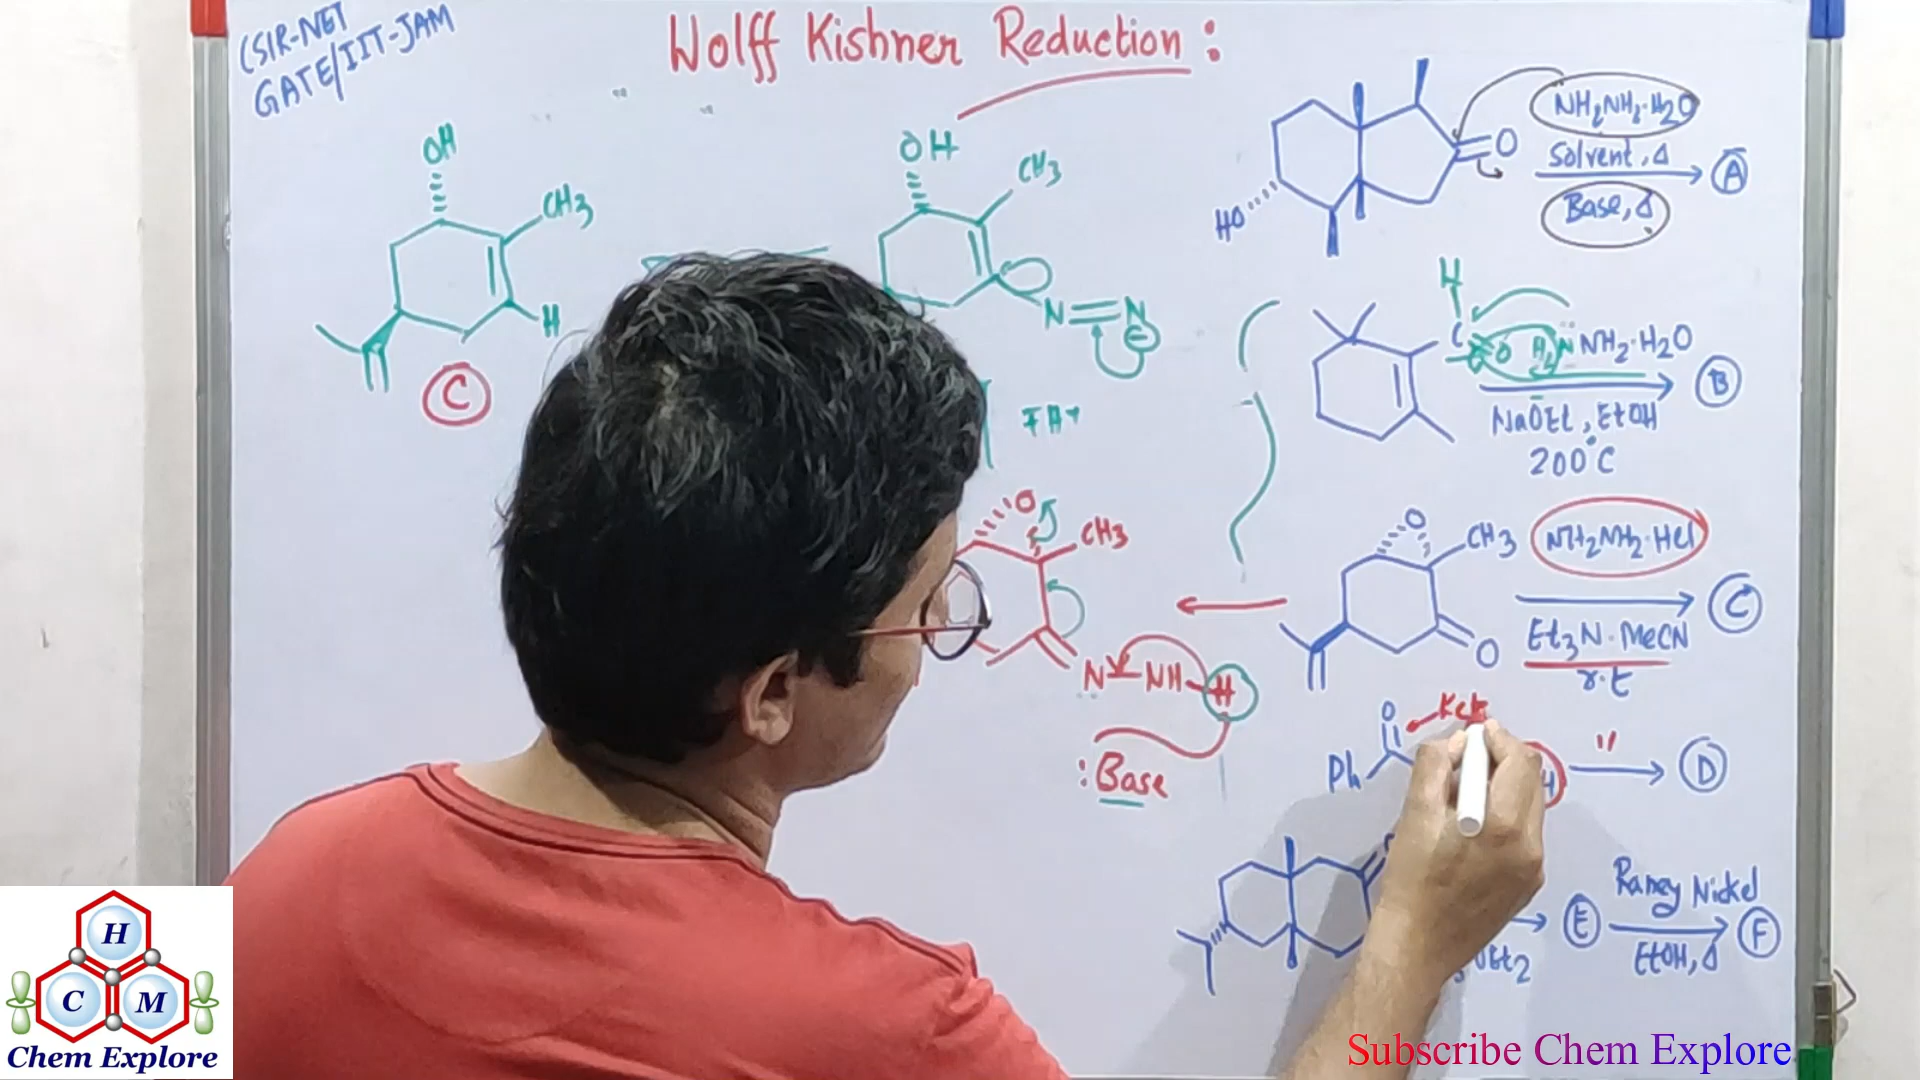 CSIR-NET
GATE/IIT-JAM
Wolff Kishner Reduction :
OH
CH3
H
C
OH
CH3
N=N
⊖
O
CH3
N-NH-H
:Base
HO
O
NH2NH2·H2O
Solvent, Δ
Base, Δ
A
H
C
O H2N NH2·H2O
NaOEt, EtOH
200°C
B
O
CH3
O
NH2NH2·HCl
Et3N·MeCN
r.t
C
O
Ph
"
D
E
Raney Nickel
EtOH, Δ
F
H
C M
Chem Explore
Subscribe Chem Explore